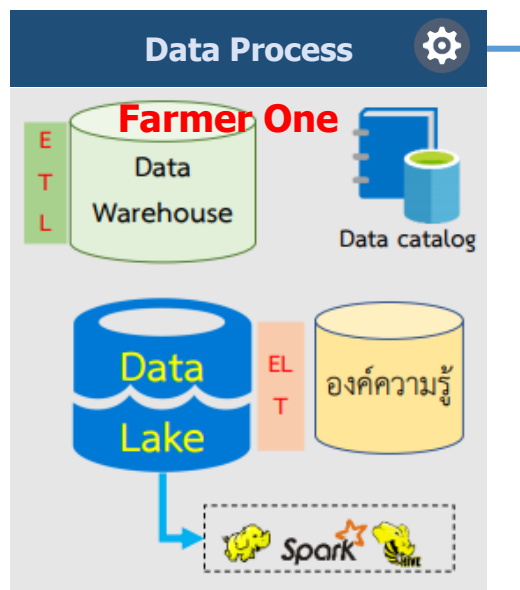 Data Process
Farmer One
E
T
L
Data
Warehouse
Data catalog
Data
Lake
EL
T
องค์ความรู้
Spark
HIVE